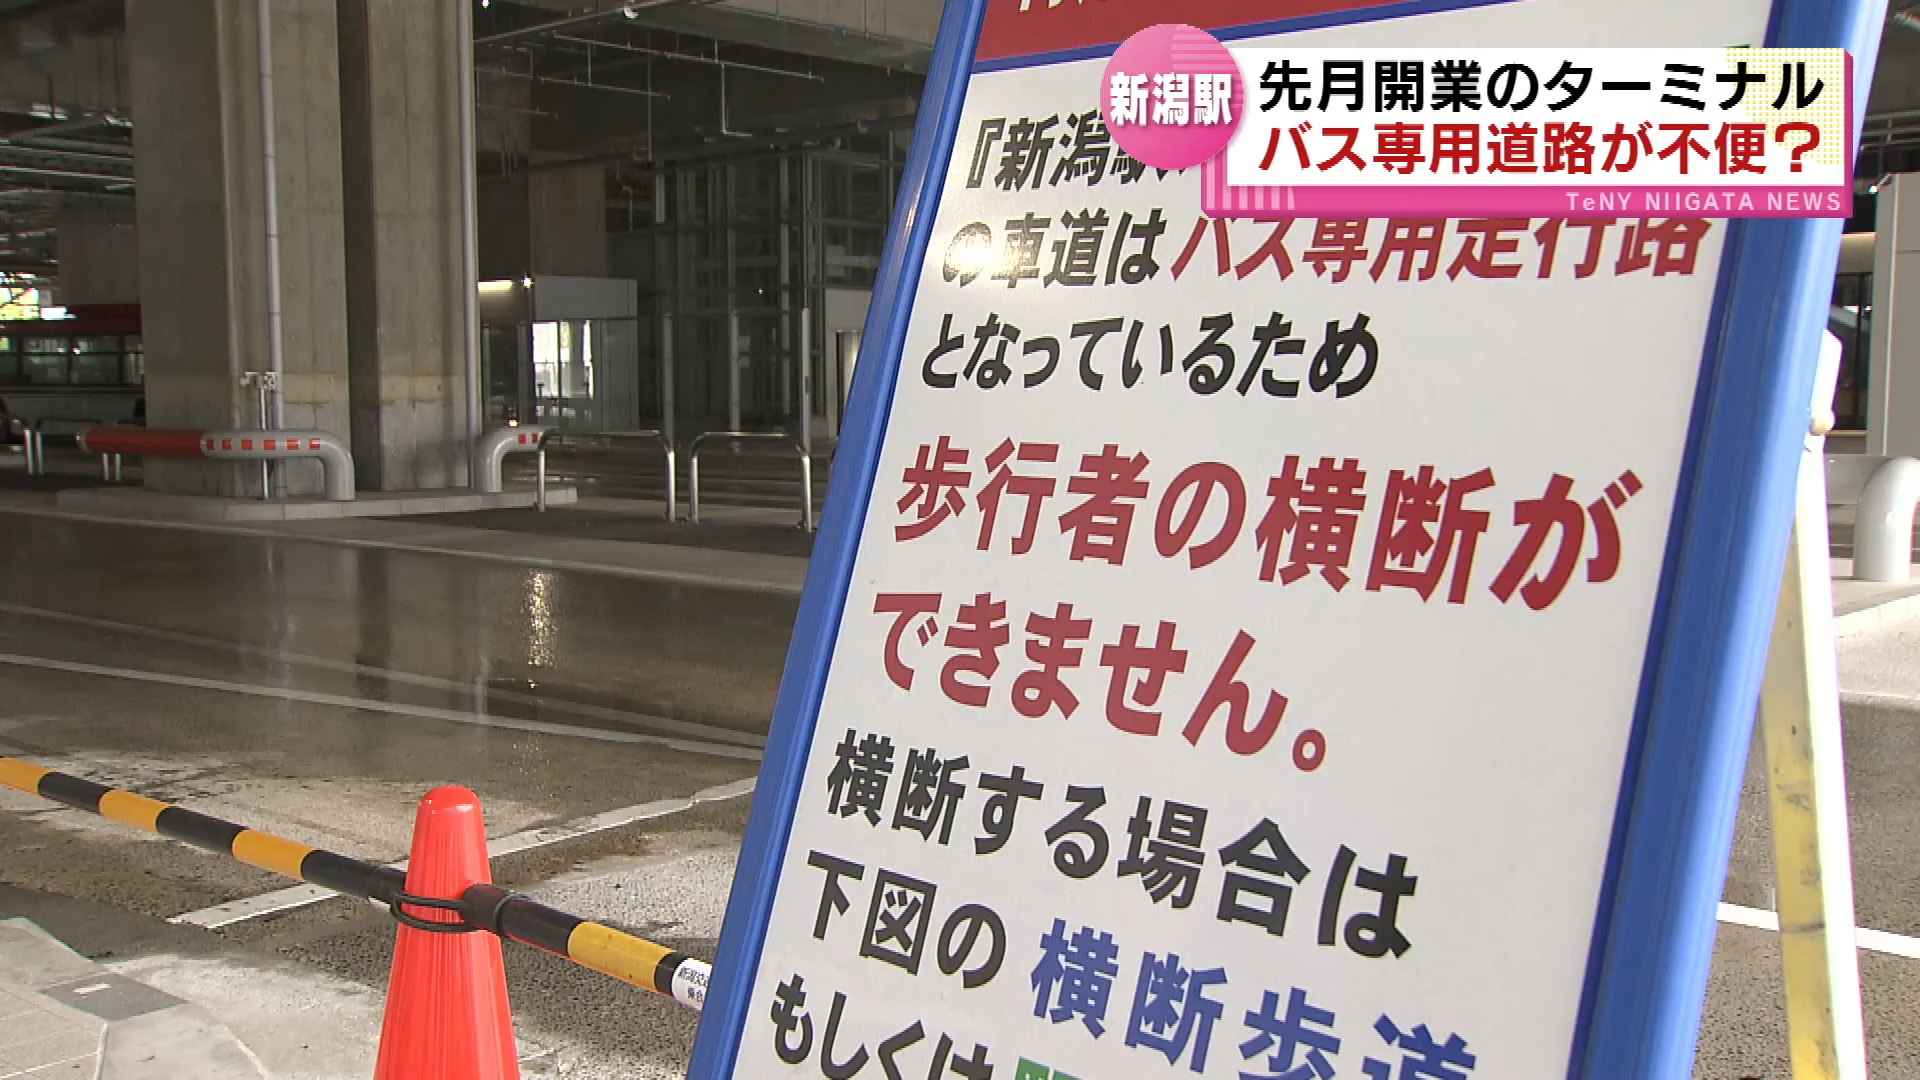 新潟駅
先月開業のターミナル
バス専用道路が不便?
TeNY NIIGATA NEWS
『新潟駅
の車道はバス専用走行路
となっているため
歩行者の横断が
できません。
横断する場合は
下図の 横断歩道
もしくは